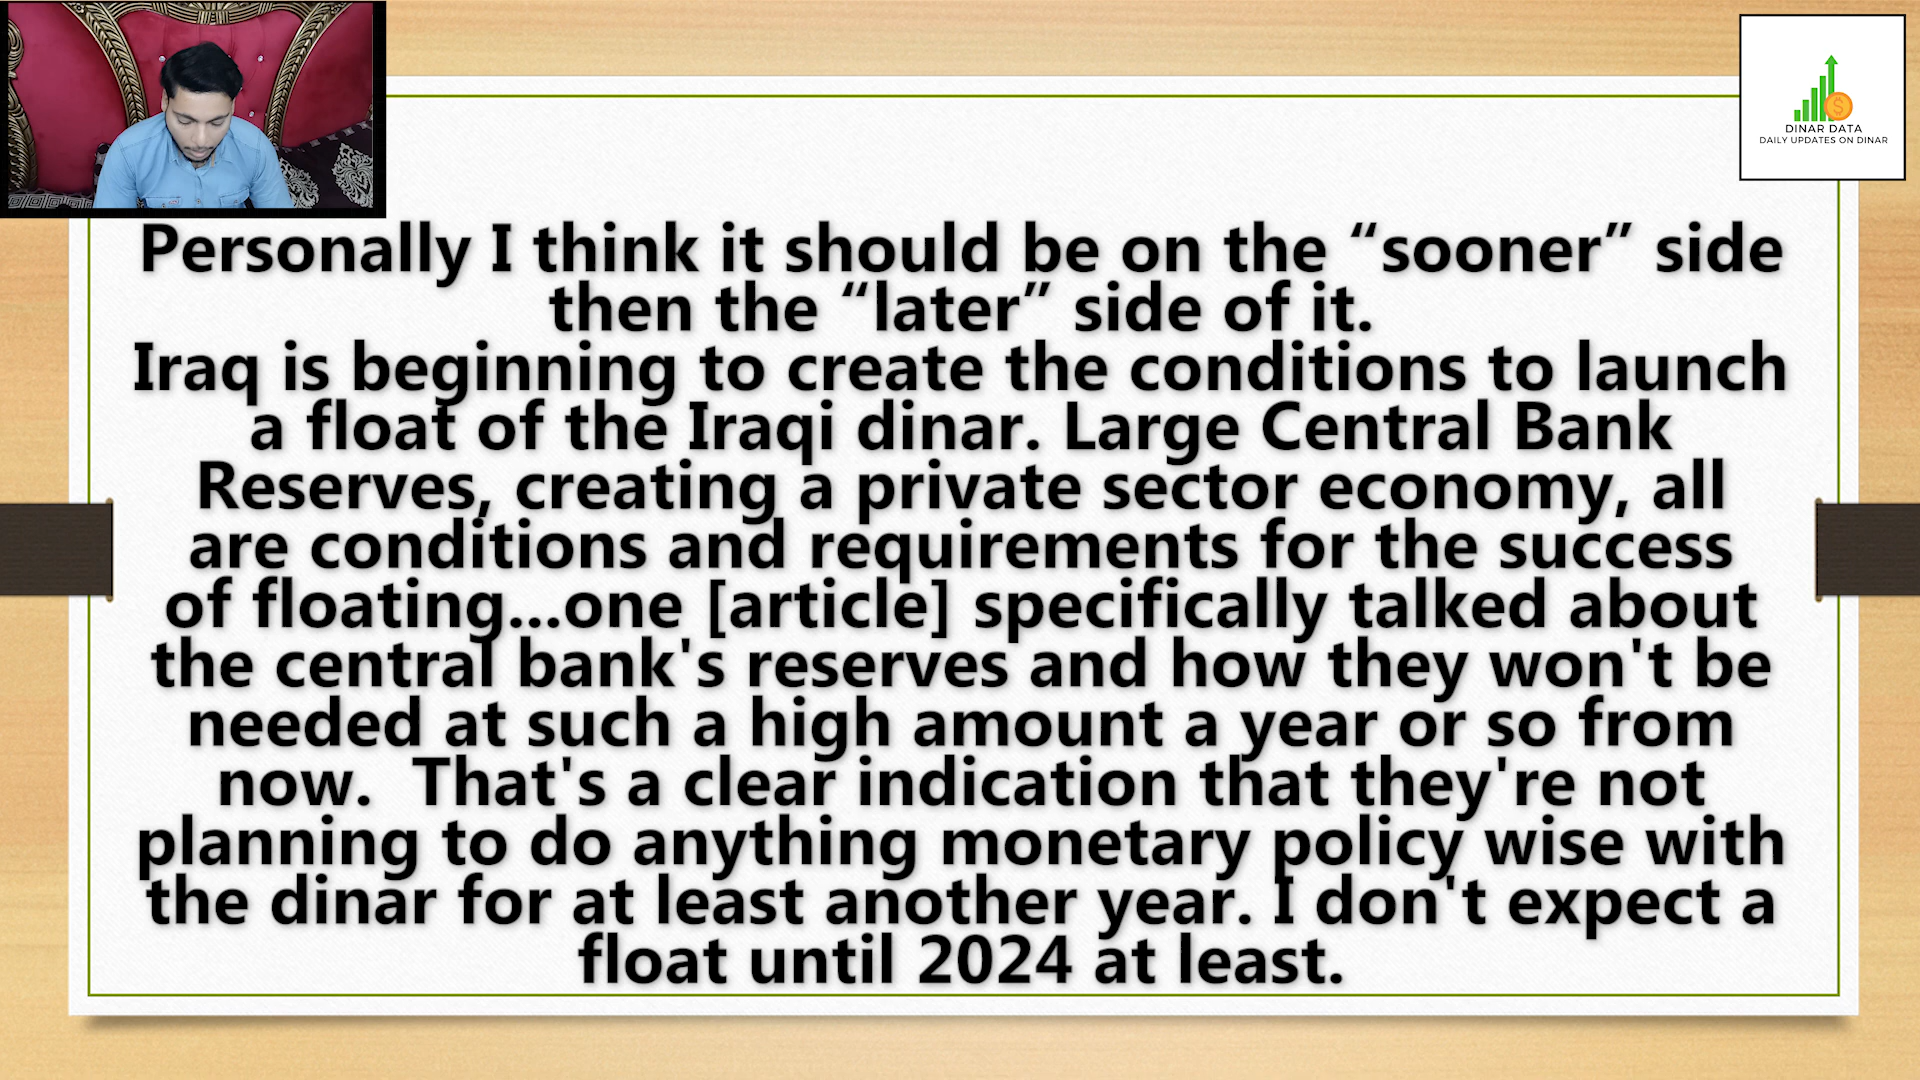 DINAR DATA
DAILY UPDATES ON DINAR
Personally I think it should be on the “sooner” side
then the “later” side of it.
Iraq is beginning to create the conditions to launch
a float of the Iraqi dinar. Large Central Bank
Reserves, creating a private sector economy, all
are conditions and requirements for the success
of floating...one [article] specifically talked about
the central bank's reserves and how they won't be
needed at such a high amount a year or so from
now.  That's a clear indication that they're not
planning to do anything monetary policy wise with
the dinar for at least another year. I don't expect a
float until 2024 at least.